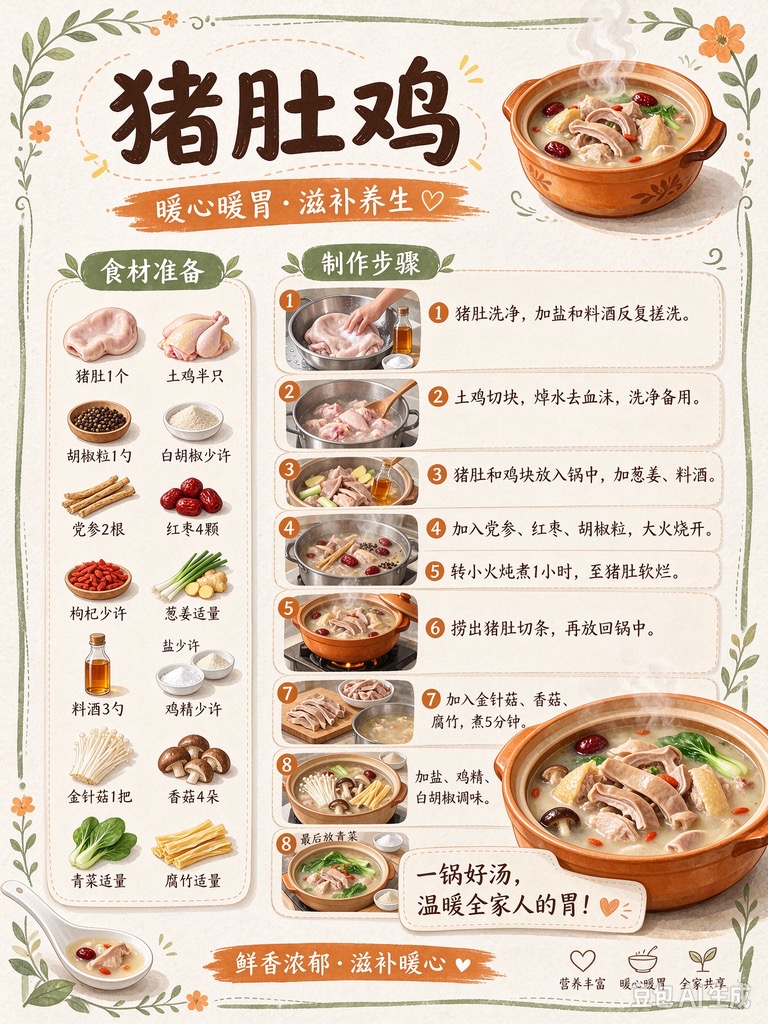 猪肚鸡
暖心暖胃·滋补养生
食材准备
猪肚1个
土鸡半只
胡椒粒1勺
白胡椒少许
党参2根
红枣4颗
枸杞少许
葱姜适量
料酒3勺
盐少许
鸡精少许
金针菇1把
香菇4朵
青菜适量
腐竹适量
制作步骤
1
1 猪肚洗净，加盐和料酒反复搓洗。
2
2 土鸡切块，焯水去血沫，洗净备用。
3
3 猪肚和鸡块放入锅中，加葱姜、料酒。
4
4 加入党参、红枣、胡椒粒，大火烧开。
5 转小火炖煮1小时，至猪肚软烂。
5
6 捞出猪肚切条，再放回锅中。
7
7 加入金针菇、香菇、
腐竹，煮5分钟。
8
加盐、鸡精、
白胡椒调味。
8 最后放青菜
一锅好汤，
温暖全家人的胃！
鲜香浓郁·滋补暖心
营养丰富
暖心暖胃
全家共享
豆包AI生成